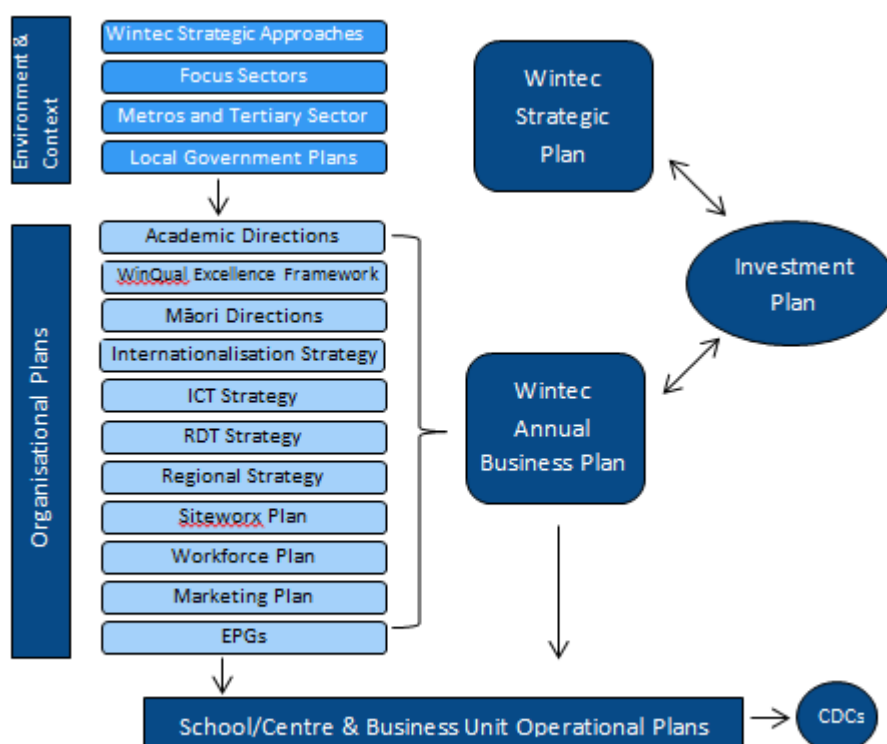 Environment &
Context
Wintec Strategic Approaches
Focus Sectors
Metros and Tertiary Sector
Local Government Plans
Wintec
Strategic
Plan
Investment
Plan
Organisational Plans
Academic Directions
WinQual Excellence Framework
Māori Directions
Internationalisation Strategy
ICT Strategy
RDT Strategy
Regional Strategy
Siteworx Plan
Workforce Plan
Marketing Plan
EPGs
Wintec
Annual
Business Plan
School/Centre & Business Unit Operational Plans
CDCs